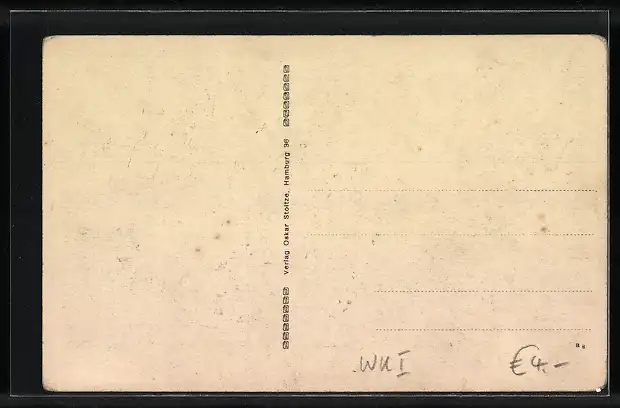 Verlag Oskar Stoltze, Hamburg 36
WK I
€ 4.–